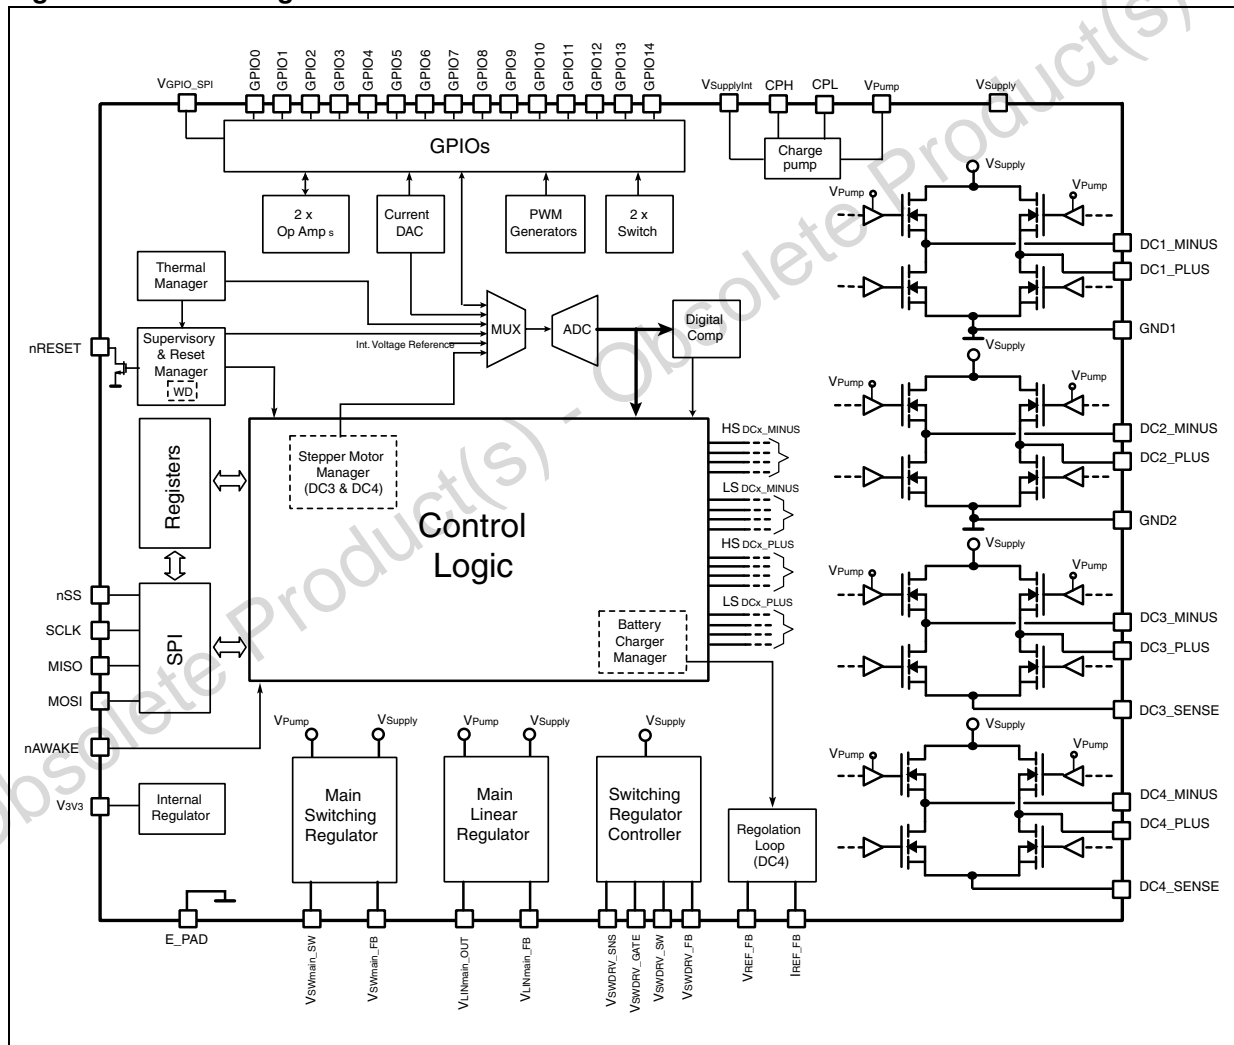 GPIO0
GPIO1
GPIO2
GPIO3
GPIO4
GPIO5
GPIO6
GPIO7
GPIO8
GPIO9
GPIO10
GPIO11
GPIO12
GPIO13
GPIO14
VGPIO_SPI
VSupplyInt
CPH
CPL
VPump
VSupply
GPIOs
Charge
pump
2 x
Op Amp s
Current
DAC
PWM
Generators
2 x
Switch
Thermal
Manager
nRESET
Supervisory
& Reset
Manager
WD
Int. Voltage Reference
MUX
ADC
Digital
Comp
Registers
SPI
nSS
SCLK
MISO
MOSI
nAWAKE
V3V3
Internal
Regulator
E_PAD
Stepper Motor
Manager
(DC3 & DC4)
Control
Logic
Battery
Charger
Manager
HS DCx_MINUS
LS DCx_MINUS
HS DCx_PLUS
LS DCx_PLUS
VPump
VSupply
Main
Switching
Regulator
VSWmain_SW
VSWmain_FB
VPump
VSupply
Main
Linear
Regulator
VLINmain_OUT
VLINmain_FB
VSupply
Switching
Regulator
Controller
VSWDRV_SNS
VSWDRV_GATE
VSWDRV_SW
VSWDRV_FB
Regolation
Loop
(DC4)
VREF_FB
IREF_FB
VSupply
VPump
VPump
DC1_MINUS
DC1_PLUS
GND1
VSupply
VPump
VPump
DC2_MINUS
DC2_PLUS
GND2
VSupply
VPump
VPump
DC3_MINUS
DC3_PLUS
DC3_SENSE
VSupply
VPump
VPump
DC4_MINUS
DC4_PLUS
DC4_SENSE
Obsolete Product(s) - Obsolete Product(s)